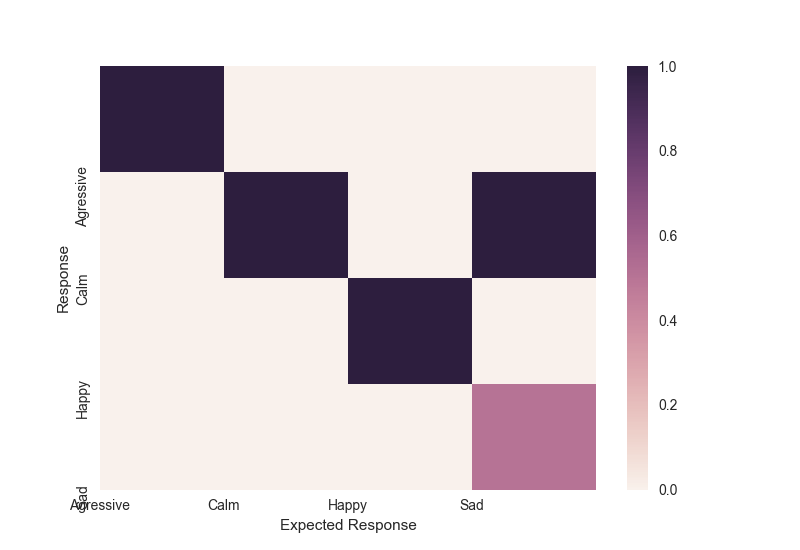 1.0
0.8
0.6
0.4
0.2
0.0
Response
Agressive
Calm
Happy
Sad
Agressive Calm Happy Sad
Expected Response